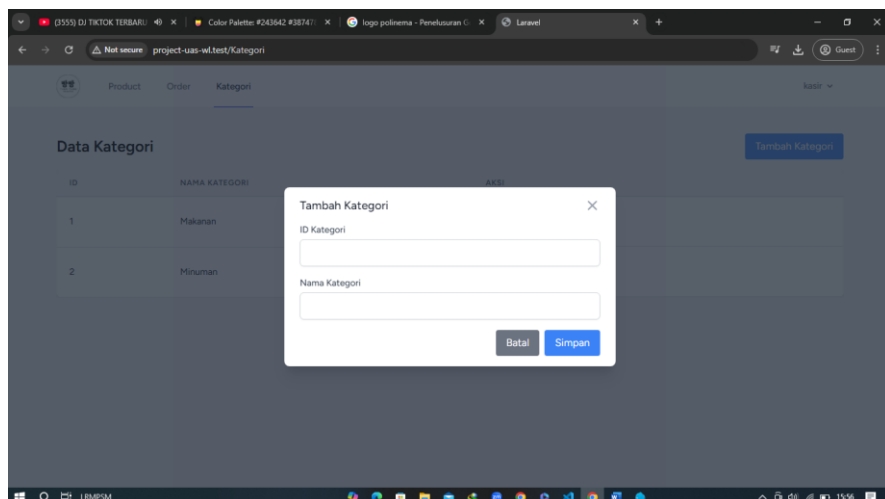 (3555) DJ TIKTOK TERBARU
Color Palette: #243642 #38747
logo polinema - Penelusuran G
Laravel
Not secure project-uas-wl.test/Kategori
Guest
Product Order Kategori kasir
Data Kategori Tambah Kategori
ID NAMA KATEGORI AKSI
Tambah Kategori
ID Kategori
1 Makanan
Nama Kategori
2 Minuman
Batal Simpan
LRMPSM 15:56